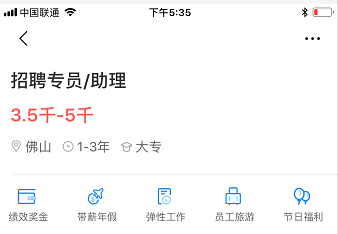 中国联通 下午5:35
招聘专员/助理
3.5千-5千
佛山 1-3年 大专
绩效奖金 带薪年假 弹性工作 员工旅游 节日福利